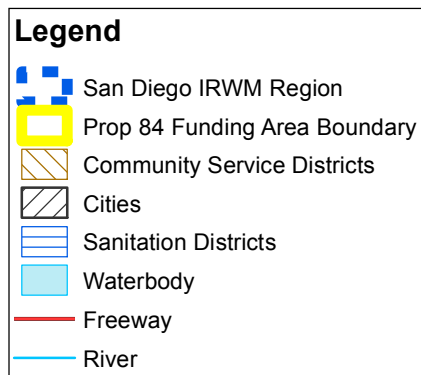 Legend
San Diego IRWM Region
Prop 84 Funding Area Boundary
Community Service Districts
Cities
Sanitation Districts
Waterbody
Freeway
River